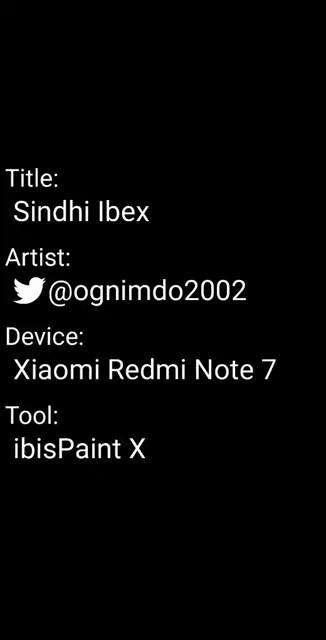 Title:
Sindhi Ibex
Artist:
@ognimdo2002
Device:
Xiaomi Redmi Note 7
Tool:
ibisPaint X